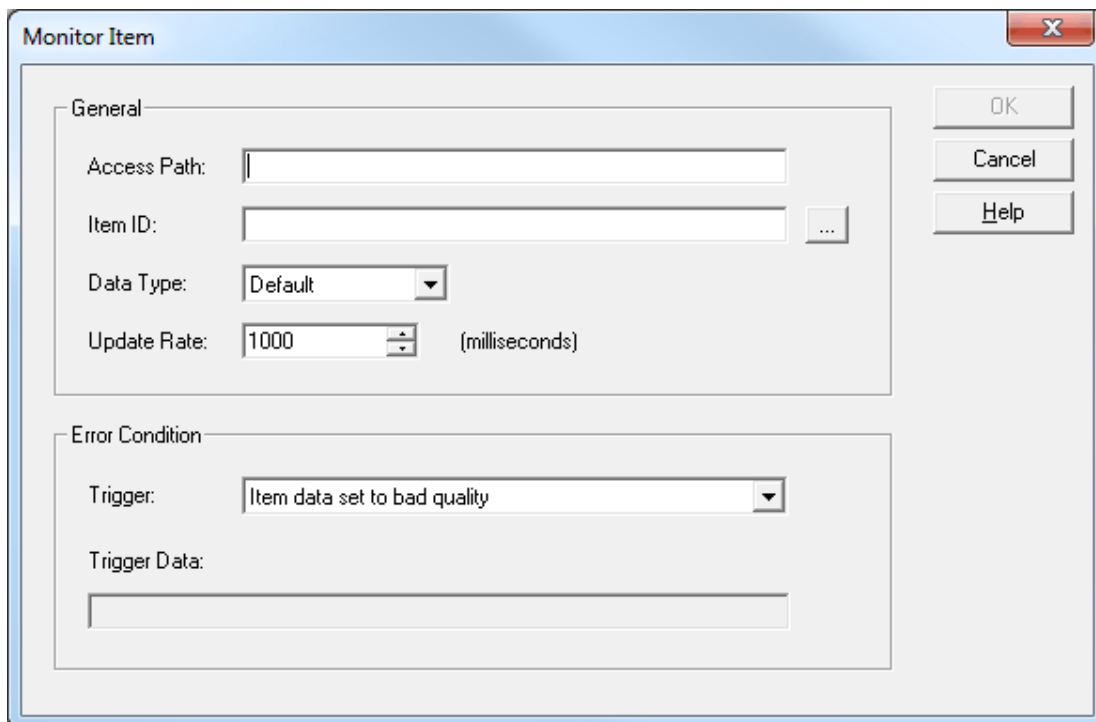 Monitor Item
General
Access Path:
Item ID:
...
Data Type: Default
Update Rate: 1000 (milliseconds)
Error Condition
Trigger: Item data set to bad quality
Trigger Data:
OK
Cancel
Help